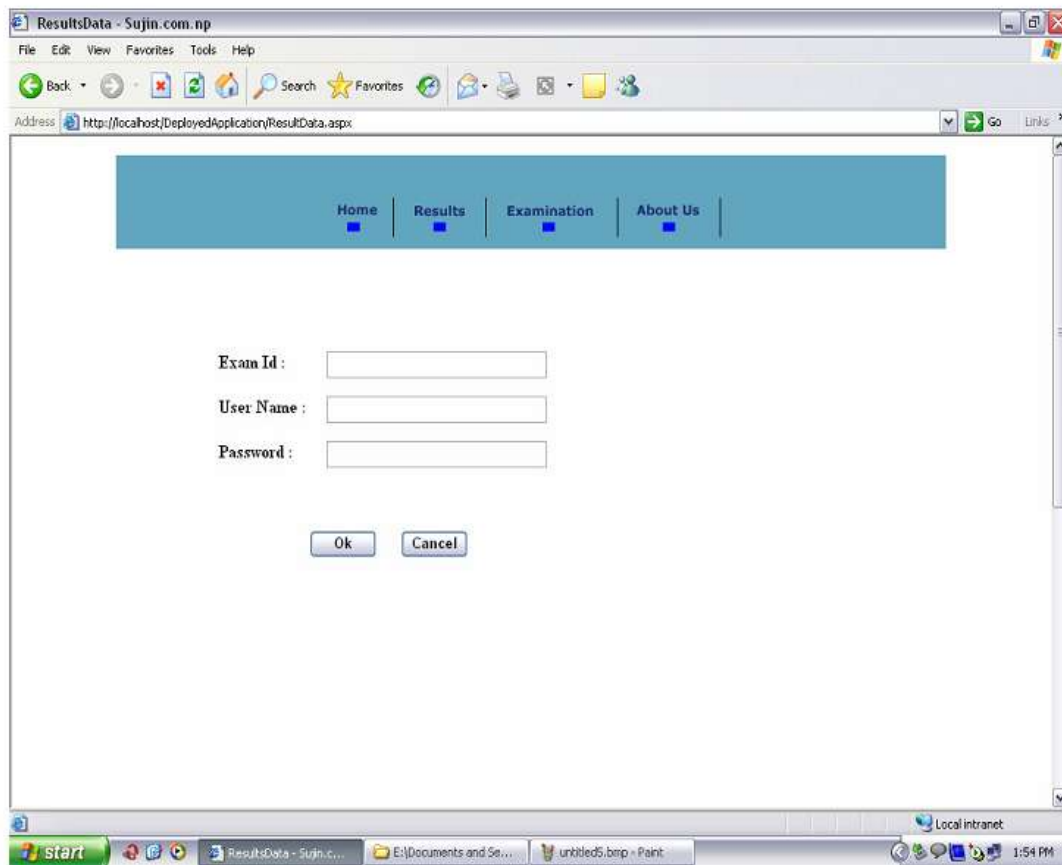 ResultsData - Sujin.com.np
File Edit View Favorites Tools Help
Back Search Favorites
Address http://localhost/DeployedApplication/ResultData.aspx Go Links
Home Results Examination About Us
Exam Id :
User Name :
Password :
Ok Cancel
Local intranet
start ResultsData - Sujin.c... E:\Documents and Se... untitled5.bmp - Paint 1:54 PM